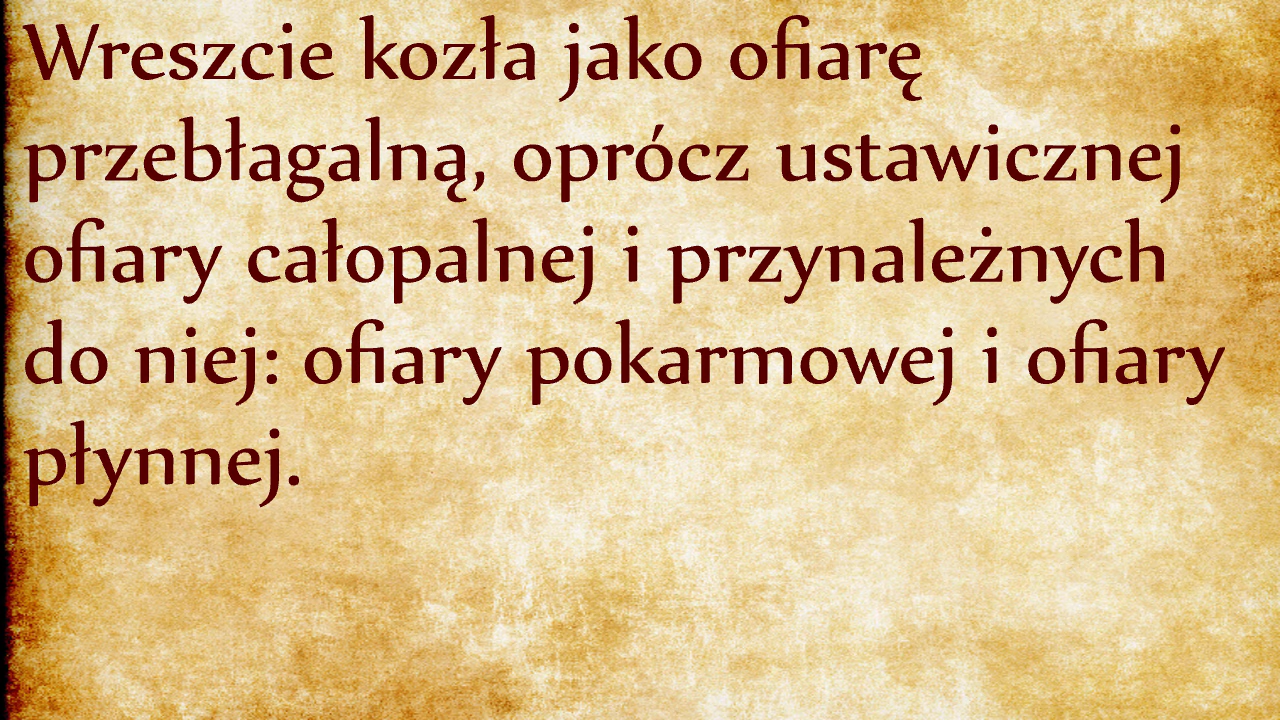 Wreszcie kozła jako ofiarę
przebłagalną, oprócz ustawicznej
ofiary całopalnej i przynależnych
do niej: ofiary pokarmowej i ofiary
płynnej.